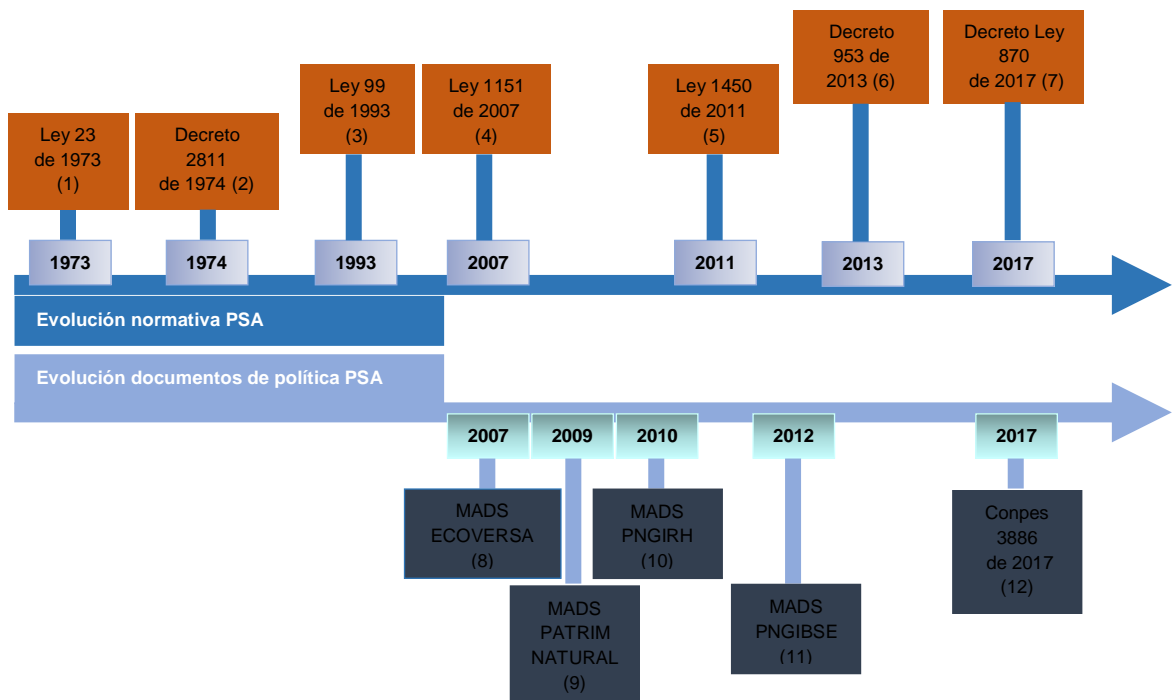 Ley 23
de 1973
(1)
Decreto
2811
de 1974 (2)
Ley 99
de 1993
(3)
Ley 1151
de 2007
(4)
Ley 1450
de 2011
(5)
Decreto
953 de
2013 (6)
Decreto Ley
870
de 2017 (7)
1973
1974
1993
2007
2011
2013
2017
Evolución normativa PSA
Evolución documentos de política PSA
2007
2009
2010
2012
2017
MADS
ECOVERSA
(8)
MADS
PATRIM
NATURAL
(9)
MADS
PNGIRH
(10)
MADS
PNGIBSE
(11)
Conpes
3886
de 2017
(12)